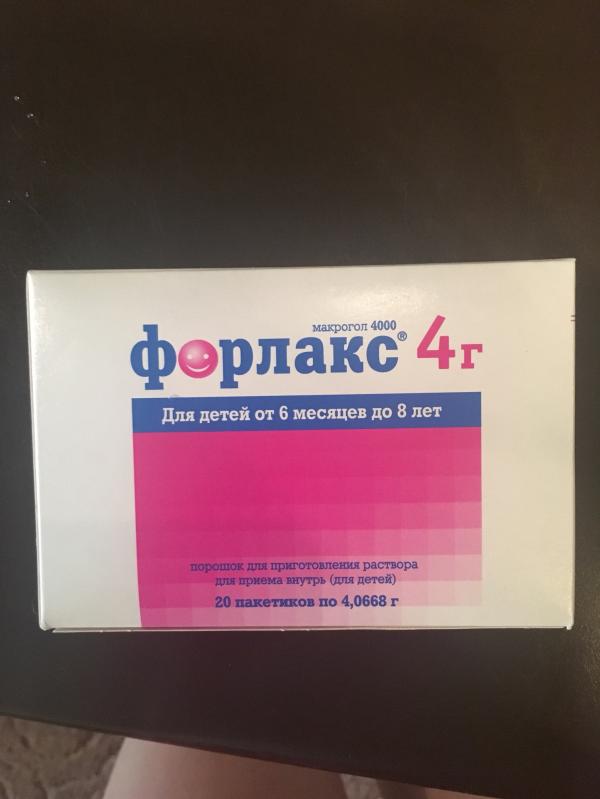 макрогол 4000
форлакс® 4г
Для детей от 6 месяцев до 8 лет
порошок для приготовления раствора
для приема внутрь (для детей)
20 пакетиков по 4,0668 г